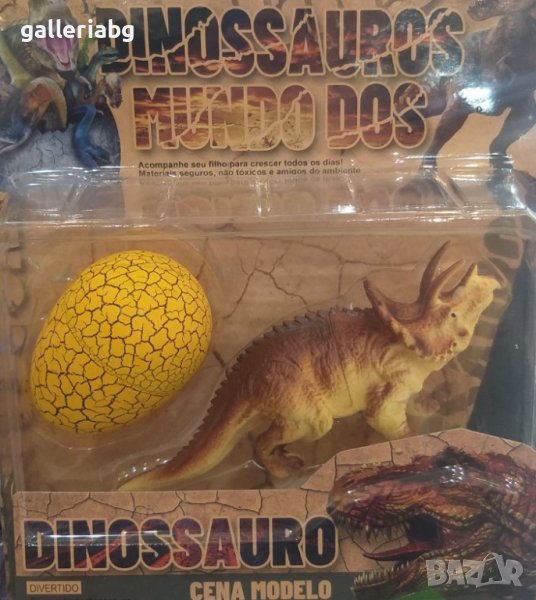 galleriabg
DINOSSAUROS
MUNDO DOS
Acompanhe seu filho para crescer todos os dias!
Materiais seguros, não tóxicos e amigos do ambiente
DINOSSAURO
DIVERTIDO
CENA MODELO
BAZAR